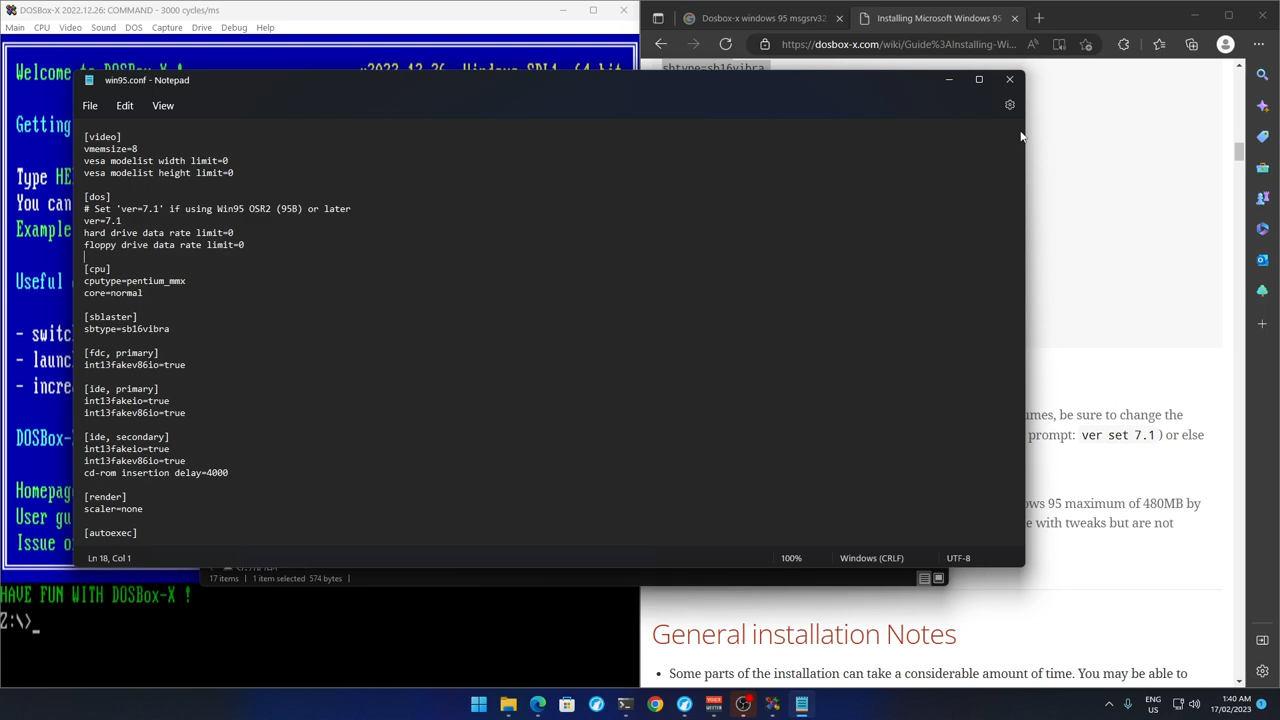 DOSBox-X 2022.12.26: COMMAND - 3000 cycles/ms
Main CPU Video Sound DOS Capture Drive Debug Help
Welcome to DOSBox-X !
Getting
Type HE
You can
Example
Useful
- switc
- launc
- incre
DOSBox-X
Homepag
User gu
Issue o
HAVE FUN WITH DOSBox-X !
Z:\>_
win95.conf - Notepad
File Edit View
[video]
vmemsize=8
vesa modelist width limit=0
vesa modelist height limit=0
[dos]
# Set 'ver=7.1' if using Win95 OSR2 (95B) or later
ver=7.1
hard drive data rate limit=0
floppy drive data rate limit=0
[cpu]
cputype=pentium_mmx
core=normal
[sblaster]
sbtype=sb16vibra
[fdc, primary]
int13fakev86io=true
[ide, primary]
int13fakeio=true
int13fakev86io=true
[ide, secondary]
int13fakeio=true
int13fakev86io=true
cd-rom insertion delay=4000
[render]
scaler=none
[autoexec]
Ln 18, Col 1 100% Windows (CRLF) UTF-8
17 items 1 item selected 574 bytes
Dosbox-x windows 95 msgsrv32
Installing Microsoft Windows 95
https://dosbox-x.com/wiki/Guide%3AInstalling-Wi...
sbtype=sb16vibra
umes, be sure to change the
prompt: ver set 7.1 ) or else
ows 95 maximum of 480MB by
e with tweaks but are not
General installation Notes
• Some parts of the installation can take a considerable amount of time. You may be able to
ENG
US
1:40 AM
17/02/2023